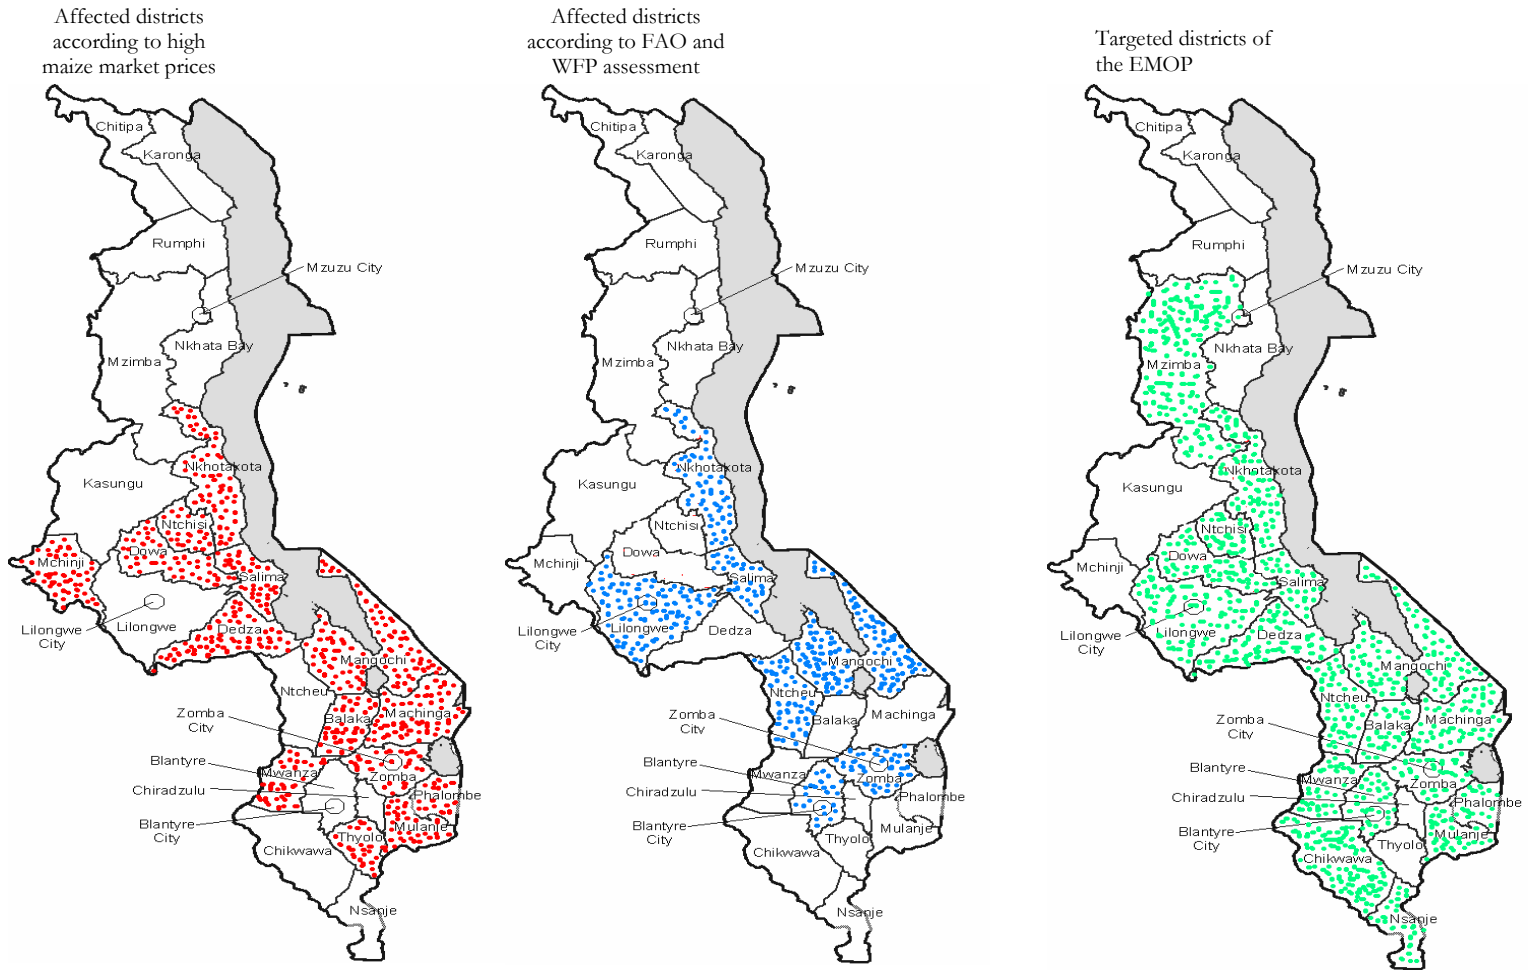 Affected districts
according to high
maize market prices
Chitipa
Karonga
Rumphi
Mzuzu City
Nkhata Bay
Mzimba
Nkhotakota
Kasungu
Ntchisi
Dowa
Mchinji
Salima
Lilongwe
City
Lilongwe
Dedza
Mangochi
Ntcheu
Zomba
City
Balaka
Machinga
Blantyre
Mwanza
Zomba
Chiradzulu
Phalombe
Blantyre
City
Thyolo
Mulanje
Chikwawa
Nsanje
Affected districts
according to FAO and
WFP assessment
Chitipa
Karonga
Rumphi
Mzuzu City
Nkhata Bay
Mzimba
Nkhotakota
Kasungu
Ntchisi
Dowa
Mchinji
Salima
Lilongwe
City
Lilongwe
Dedza
Mangochi
Ntcheu
Zomba
City
Balaka
Machinga
Blantyre
Mwanza
Zomba
Chiradzulu
Phalombe
Blantyre
City
Thyolo
Mulanje
Chikwawa
Nsanje
Targeted districts of
the EMOP
Chitipa
Karonga
Rumphi
Mzuzu City
Nkhata Bay
Mzimba
Nkhotakota
Kasungu
Ntchisi
Dowa
Mchinji
Salima
Lilongwe
City
Lilongwe
Dedza
Mangochi
Ntcheu
Zomba
City
Balaka
Machinga
Blantyre
Mwanza
Zomba
Chiradzulu
Phalombe
Blantyre
City
Thyolo
Mulanje
Chikwawa
Nsanje